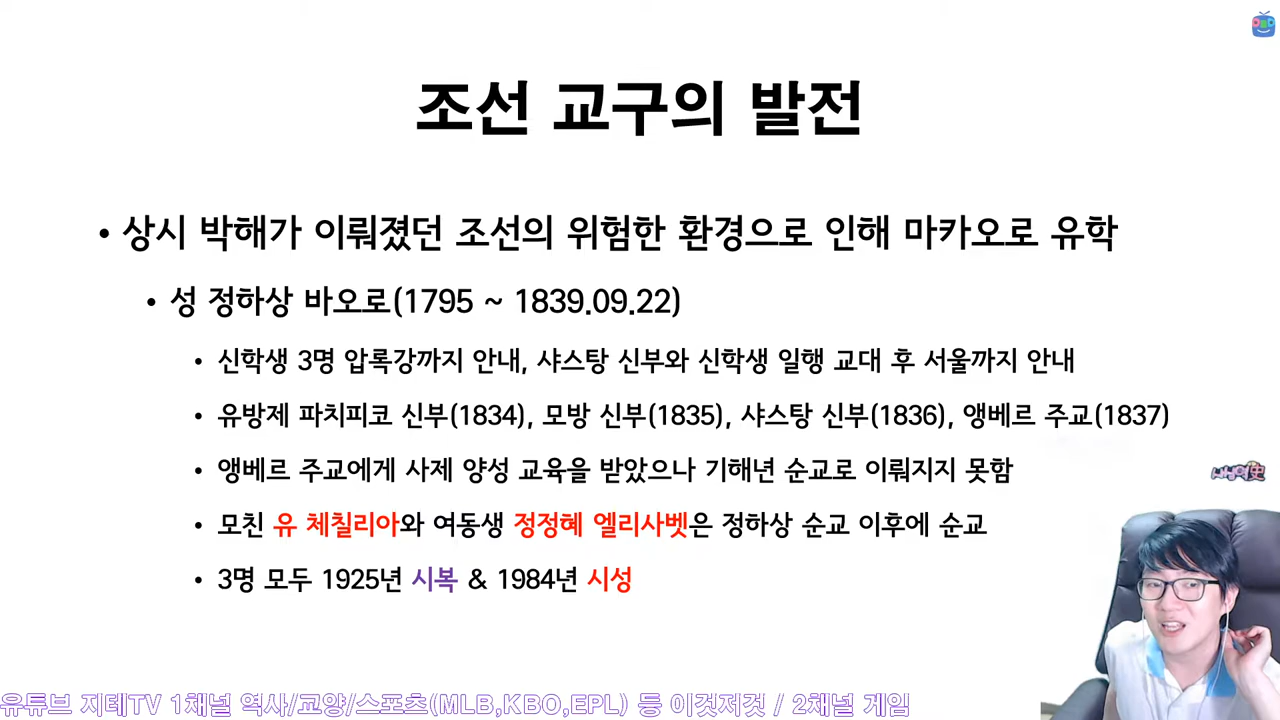 조선 교구의 발전
• 상시 박해가 이뤄졌던 조선의 위험한 환경으로 인해 마카오로 유학
• 성 정하상 바오로(1795 ~ 1839.09.22)
• 신학생 3명 압록강까지 안내, 샤스탕 신부와 신학생 일행 교대 후 서울까지 안내
• 유방제 파치피코 신부(1834), 모방 신부(1835), 샤스탕 신부(1836), 앵베르 주교(1837)
• 앵베르 주교에게 사제 양성 교육을 받았으나 기해년 순교로 이뤄지지 못함
• 모친 유 체칠리아와 여동생 정정혜 엘리사벳은 정하상 순교 이후에 순교
• 3명 모두 1925년 시복 & 1984년 시성
유튜브 지테TV 1채널 역사/교양/스포츠(MLB,KBO,EPL) 등 이것저것 / 2채널 게임